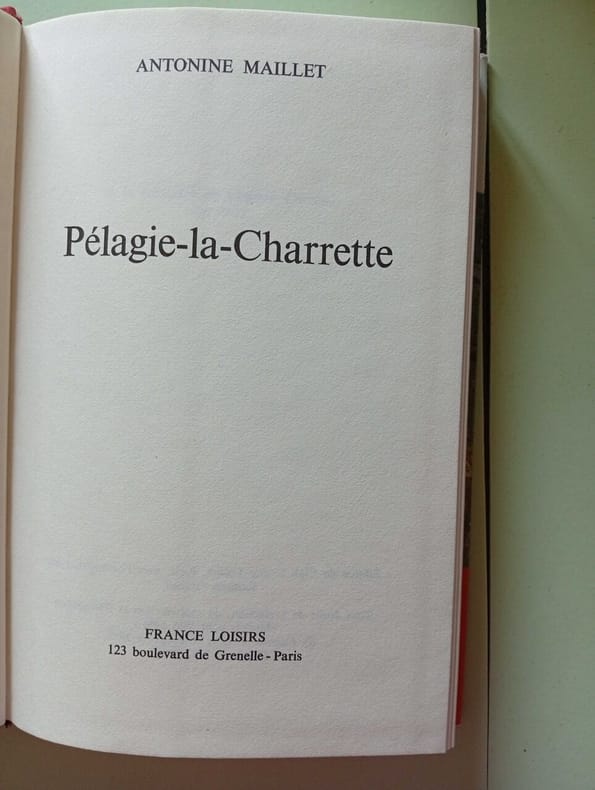 ANTONINE MAILLET
Pélagie-la-Charrette
FRANCE LOISIRS
123 boulevard de Grenelle - Paris